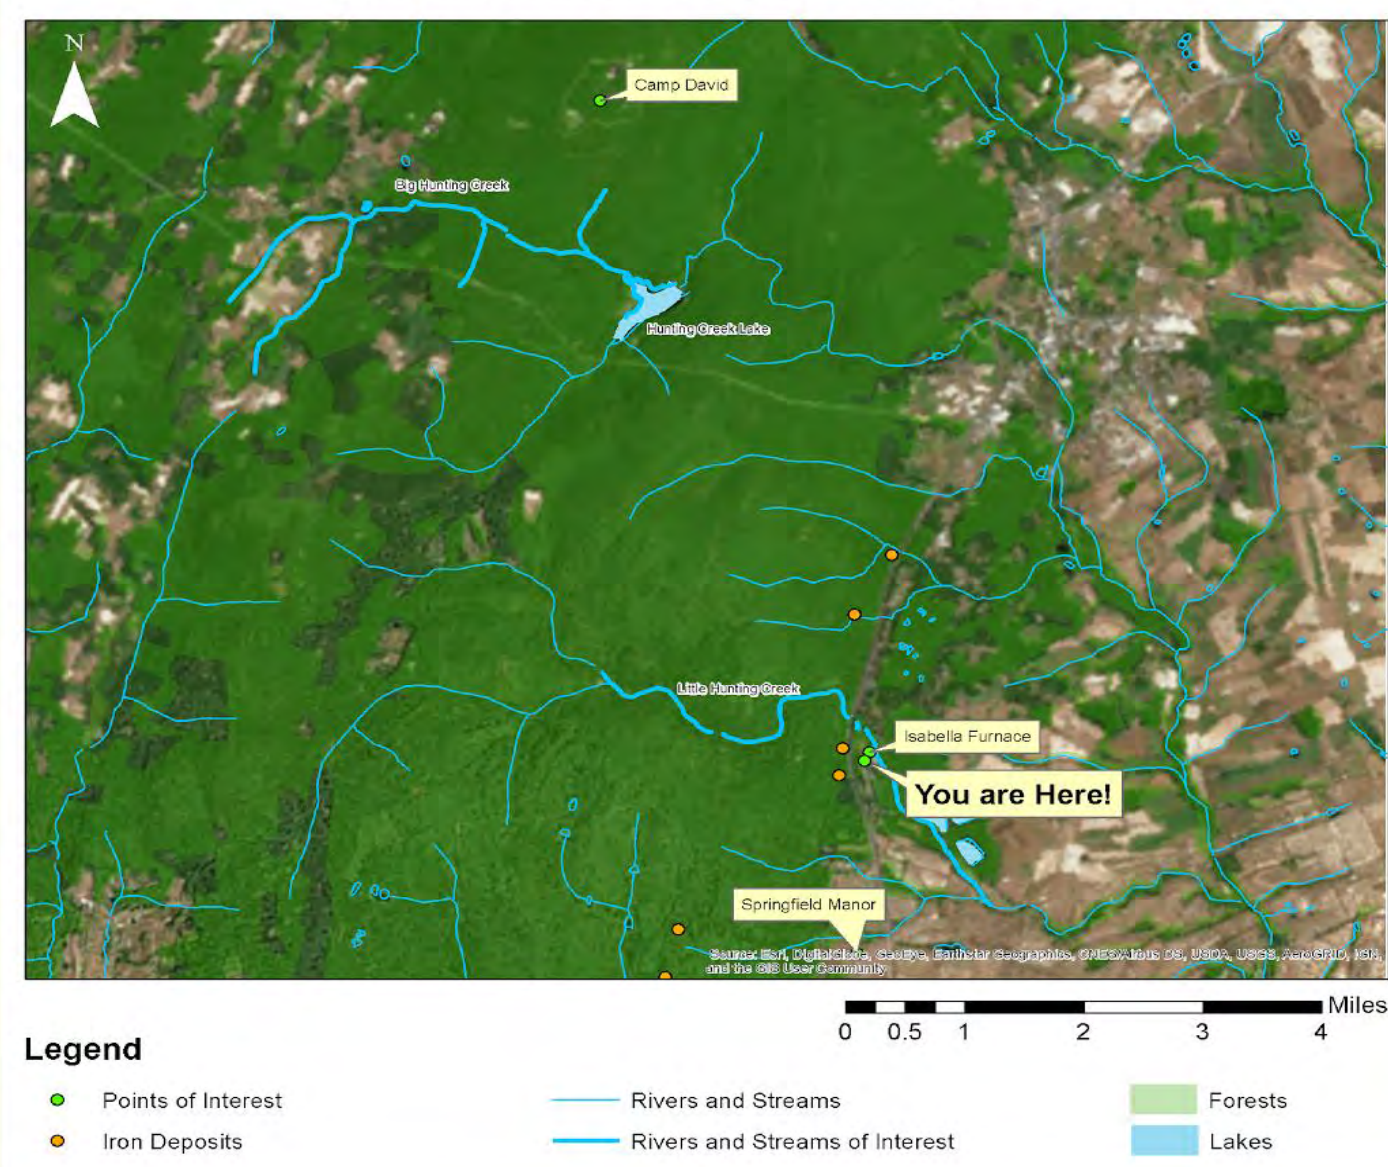 N
Camp David
Big Hunting Creek
Hunting Creek Lake
Little Hunting Creek
Isabella Furnace
You are Here!
Springfield Manor
Source: Esri, DigitalGlobe, GeoEye, Earthstar Geographics, CNES/Airbus DS, USDA, USGS, AeroGRID, IGN,
and the GIS User Community
Miles
0 0.5 1 2 3 4
Legend
Points of Interest
Rivers and Streams
Forests
Iron Deposits
Rivers and Streams of Interest
Lakes